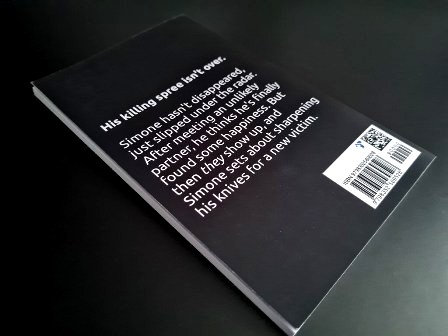 His killing spree isn't over.
Simone hasn't disappeared,
just slipped under the radar.
After meeting an unlikely
partner he thinks he's finally
found some happiness. But
then they show up, and
Simone sets about sharpening
his knives for a new victim.